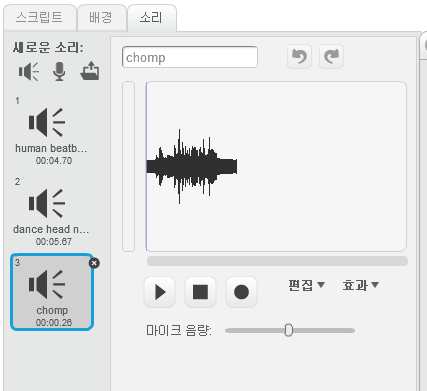 스크립트 배경 소리
새로운 소리:
chomp
1
human beatb...
00:04.70
2
dance head n...
00:05.67
3
chomp
00:00.26
편집 효과
마이크 음량: